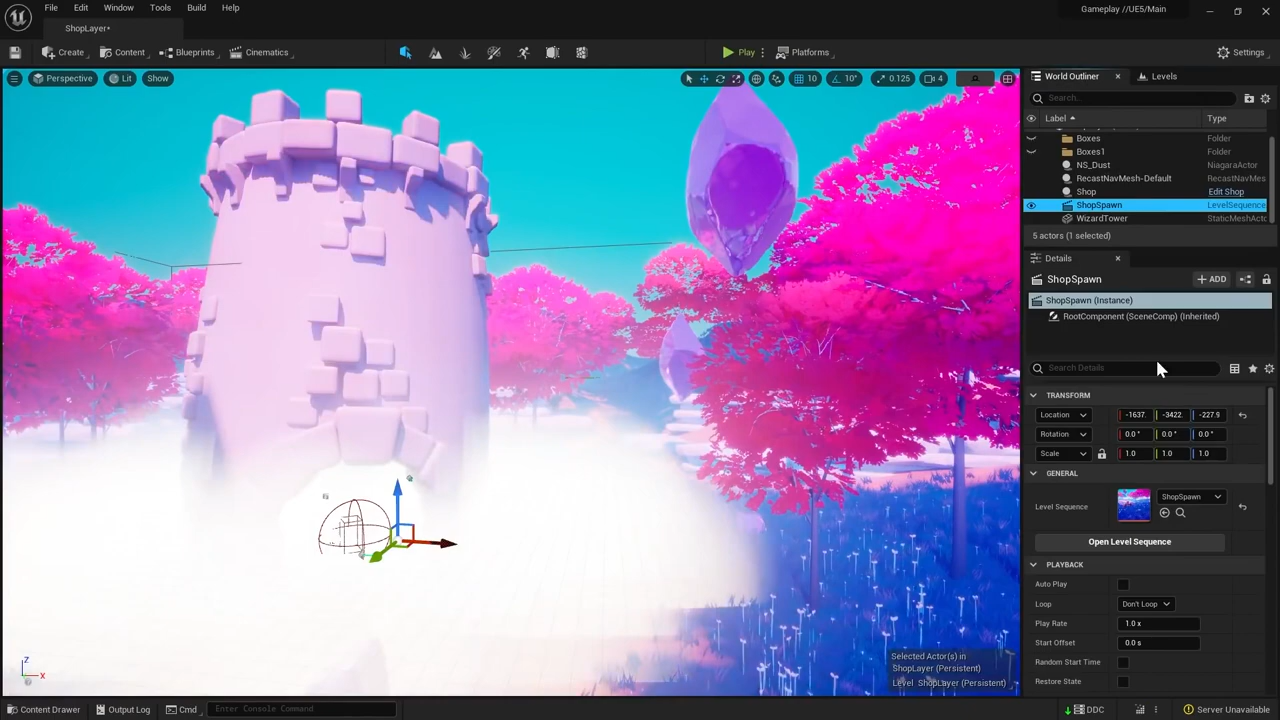 File Edit Window Tools Build Help
Gameplay //UE5/Main
ShopLayer•
Create Content Blueprints Cinematics Play Platforms Settings
Perspective Lit Show 10 10° 0.125 4
World Outliner Levels
Search...
Label Type
Boxes Folder
Boxes1 Folder
NS_Dust NiagaraActor
RecastNavMesh-Default RecastNavMes
Shop Edit Shop
ShopSpawn LevelSequence
WizardTower StaticMeshActo
5 actors (1 selected)
Details
ShopSpawn ADD
ShopSpawn (Instance)
RootComponent (SceneComp) (Inherited)
Search Details
TRANSFORM
Location -1637. -3422. -227.9
Rotation 0.0 ° 0.0 ° 0.0 °
Scale 1.0 1.0 1.0
GENERAL
Level Sequence ShopSpawn
Open Level Sequence
PLAYBACK
Auto Play
Loop Don't Loop
Play Rate 1.0 x
Start Offset 0.0 s
Random Start Time
Restore State
Selected Actor(s) in
ShopLayer (Persistent)
Level ShopLayer (Persistent)
Z
X
Content Drawer Output Log Cmd Enter Console Command DDC Server Unavailable